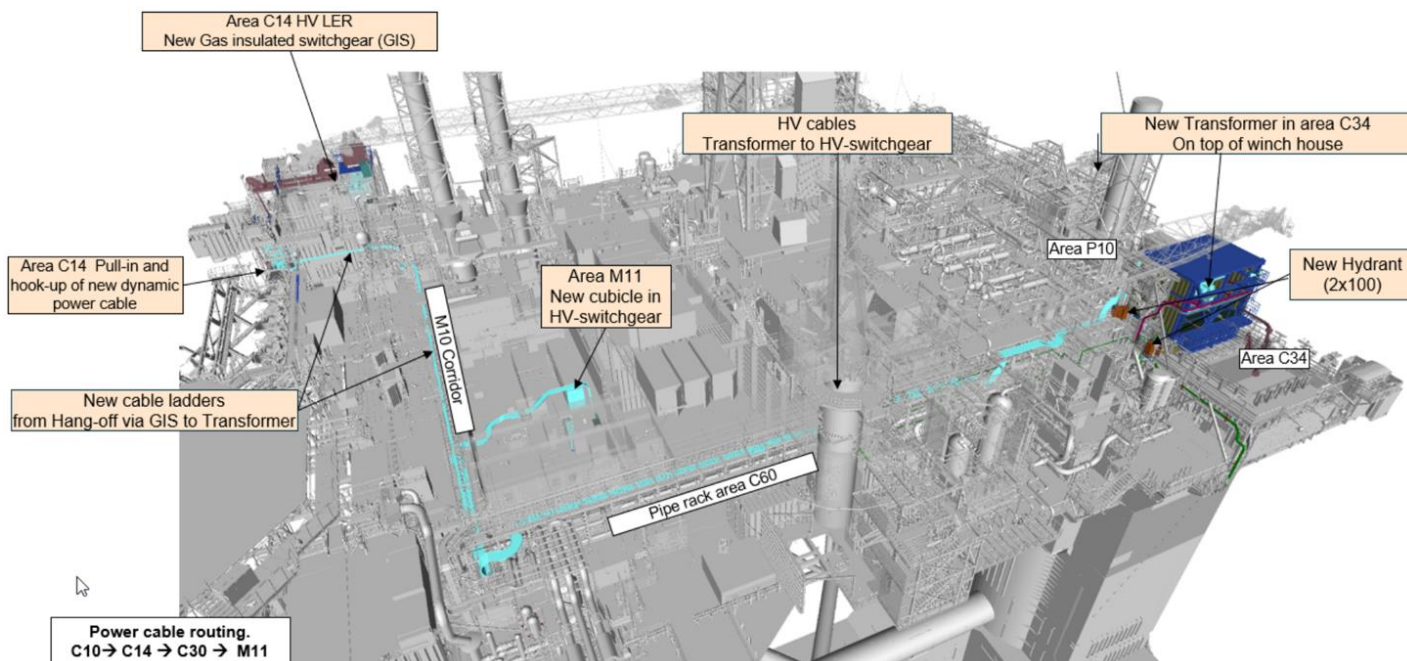 Area C14 HV LER
New Gas insulated switchgear (GIS)
HV cables
Transformer to HV-switchgear
New Transformer in area C34
On top of winch house
Area P10
Area C14 Pull-in and
hook-up of new dynamic
power cable
Area M11
New cubicle in
HV-switchgear
New Hydrant
(2x100)
M10 Corridor
Area C34
New cable ladders
from Hang-off via GIS to Transformer
Pipe rack area C60
Power cable routing.
C10→ C14 → C30 → M11